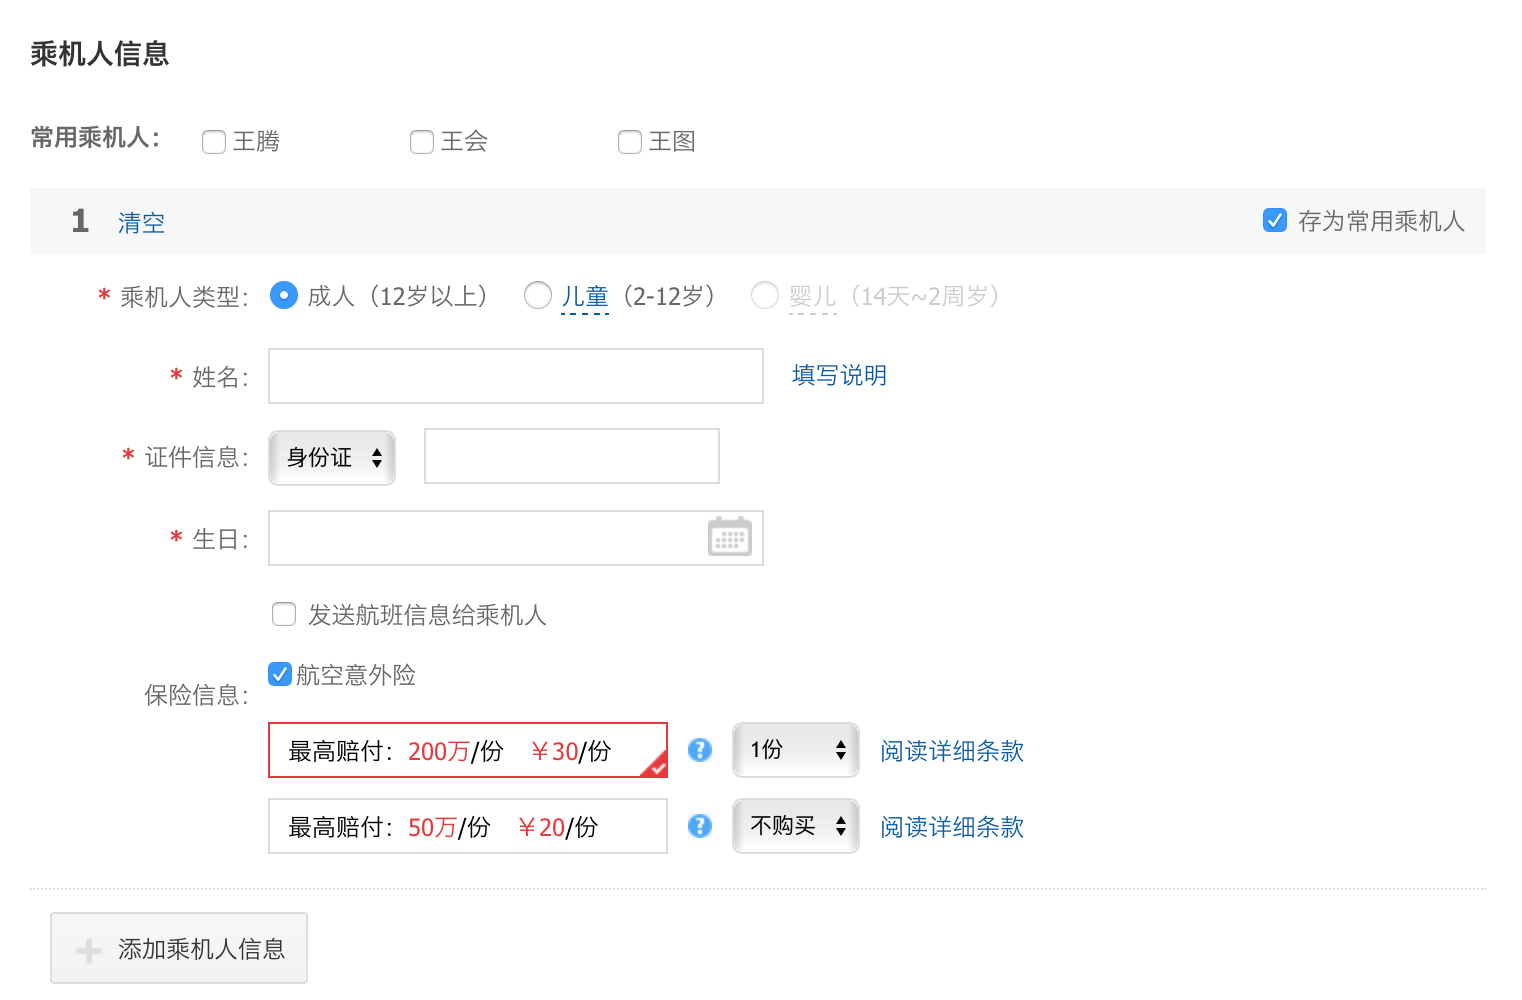 乘机人信息
常用乘机人： 王腾 王会 王图
1 清空 存为常用乘机人
* 乘机人类型： 成人（12岁以上） 儿童（2-12岁） 婴儿（14天~2周岁）
* 姓名： 填写说明
* 证件信息： 身份证
* 生日：
发送航班信息给乘机人
航空意外险
保险信息：
最高赔付：200万/份 ￥30/份 ? 1份 阅读详细条款
最高赔付：50万/份 ￥20/份 ? 不购买 阅读详细条款
添加乘机人信息